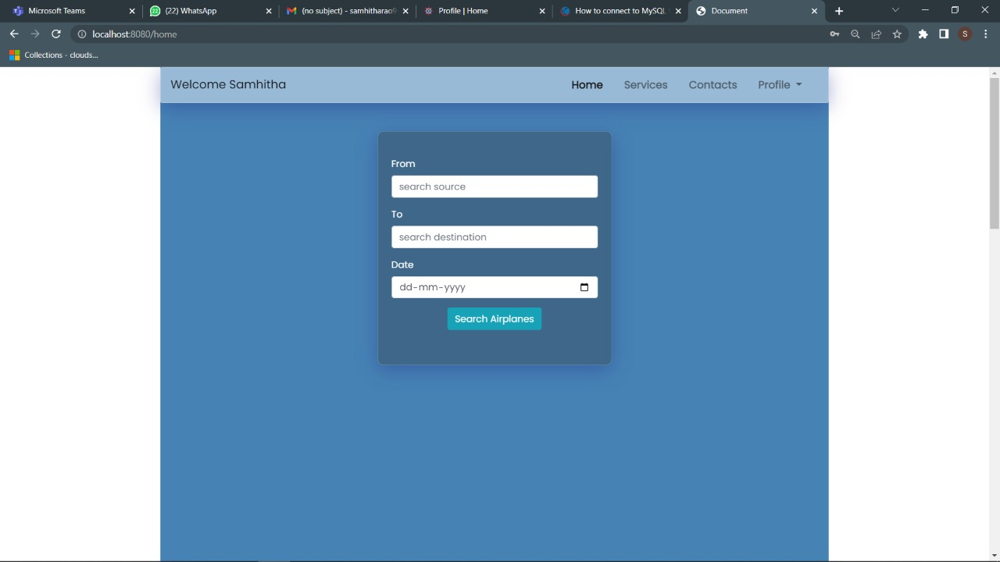 Microsoft Teams
(22) WhatsApp
(no subject) - samhitharao9
Profile | Home
How to connect to MySQL
Document
localhost:8080/home
S
Collections - clouds...
Welcome Samhitha
Home Services Contacts Profile
From
search source
To
search destination
Date
dd-mm-yyyy
Search Airplanes